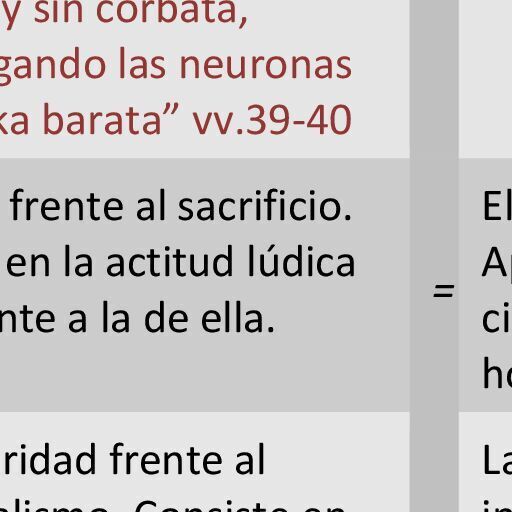 y sin corbata,
gando las neuronas
ka barata” vv.39-40
frente al sacrificio.
en la actitud lúdica
nte a la de ella.
=
El
Ap
ci
ho
ridad frente al
alismo. Consiste en
La
in